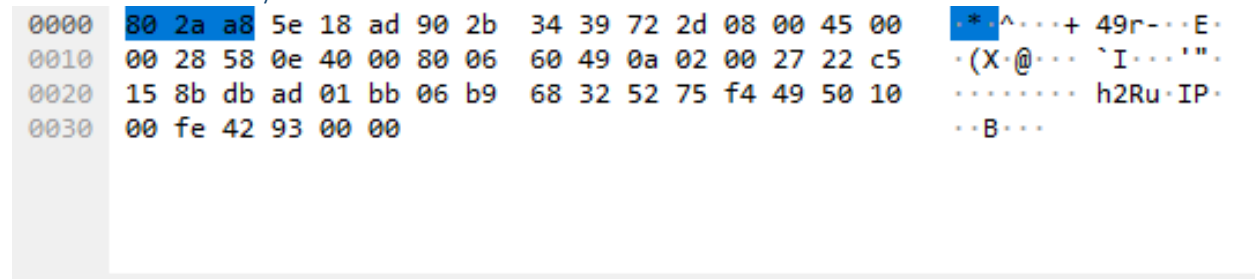 0000 80 2a a8 5e 18 ad 90 2b 34 39 72 2d 08 00 45 00 ·*·^···+ 49r-··E·
0010 00 28 58 0e 40 00 80 06 60 49 0a 02 00 27 22 c5 ·(X·@··· `I···'"·
0020 15 8b db ad 01 bb 06 b9 68 32 52 75 f4 49 50 10 ········ h2Ru·IP·
0030 00 fe 42 93 00 00 ··B···